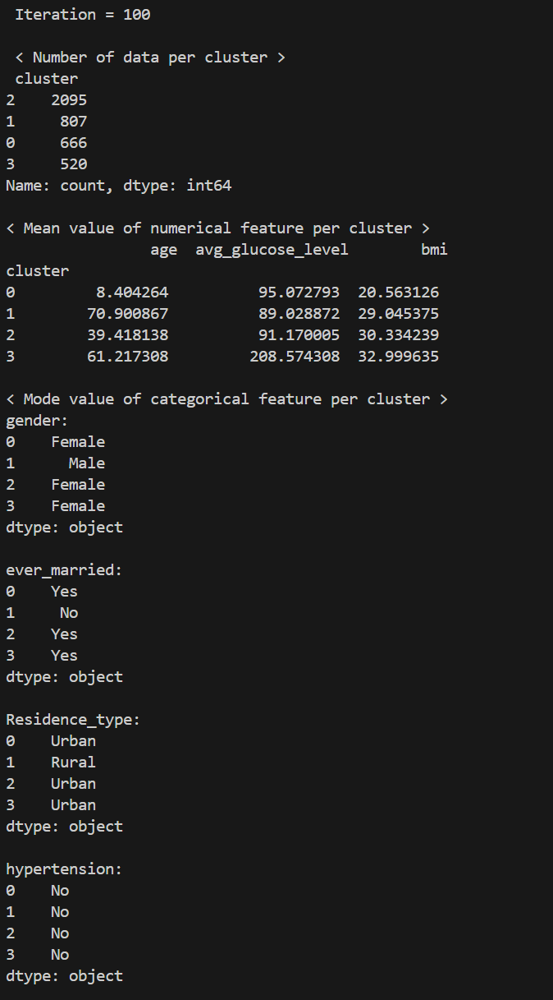 Iteration = 100
< Number of data per cluster >
cluster
2    2095
1     807
0     666
3     520
Name: count, dtype: int64
< Mean value of numerical feature per cluster >
                age  avg_glucose_level        bmi
cluster
0          8.404264          95.072793  20.563126
1         70.900867          89.028872  29.045375
2         39.418138          91.170005  30.334239
3         61.217308         208.574308  32.999635
< Mode value of categorical feature per cluster >
gender:
0    Female
1      Male
2    Female
3    Female
dtype: object
ever_married:
0    Yes
1     No
2    Yes
3    Yes
dtype: object
Residence_type:
0    Urban
1    Rural
2    Urban
3    Urban
dtype: object
hypertension:
0    No
1    No
2    No
3    No
dtype: object